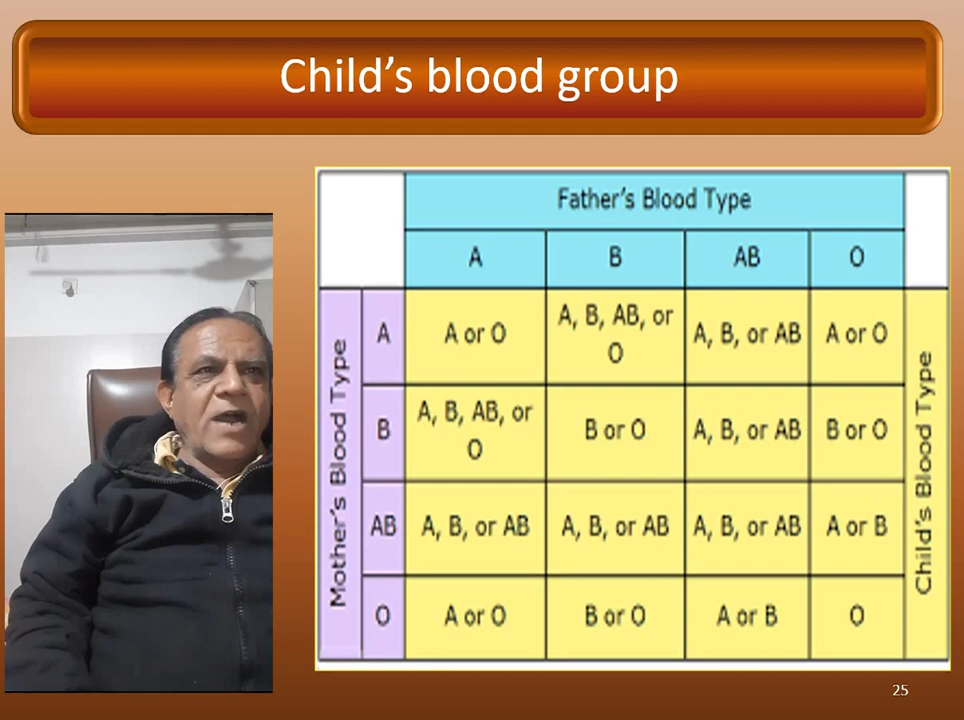 Child's blood group
Father's Blood Type
A B AB O
Mother's Blood Type
Child's Blood Type
A A or O A, B, AB, or O A, B, or AB A or O
B A, B, AB, or O B or O A, B, or AB B or O
AB A, B, or AB A, B, or AB A, B, or AB A or B
O A or O B or O A or B O
25